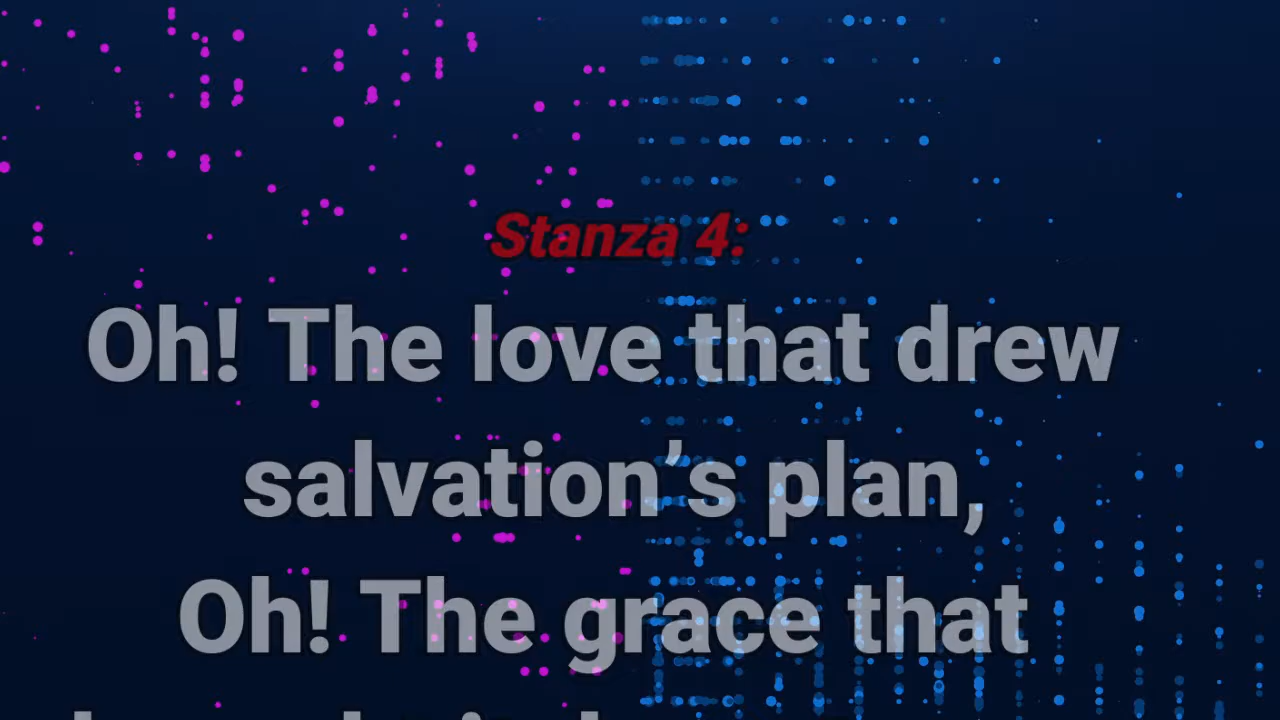 Stanza 4:
Oh! The love that drew
salvation’s plan,
Oh! The grace that